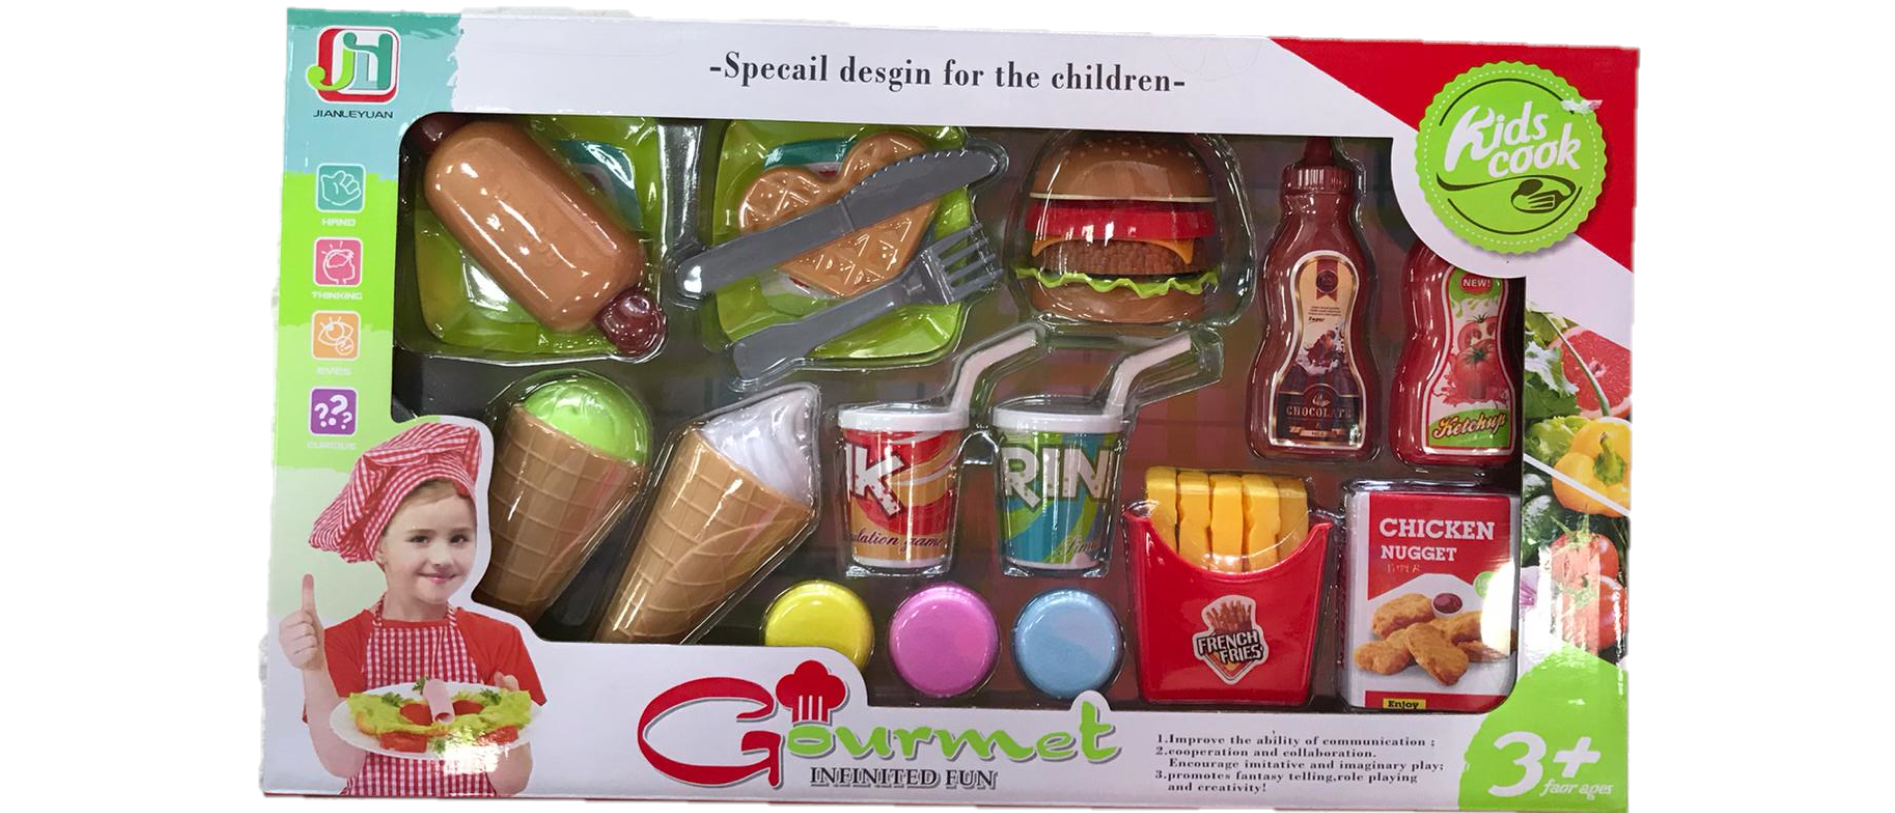 JIANLEYUAN
-Specail desgin for the children-
Kids
cook
HAND
THINKING
EYES
CURIOUS
NEW!
CHOCOLATE
Ketchup
K
RIN
CHICKEN
NUGGET
FRENCH
FRIES
Enjoy
Gourmet
INFINITED FUN
1.Improve the ability of communication ;
2.cooperation and collaboration.
Encourage imitative and imaginary play;
3.promotes fantasy telling,role playing
and creativity!
3+
faor ages